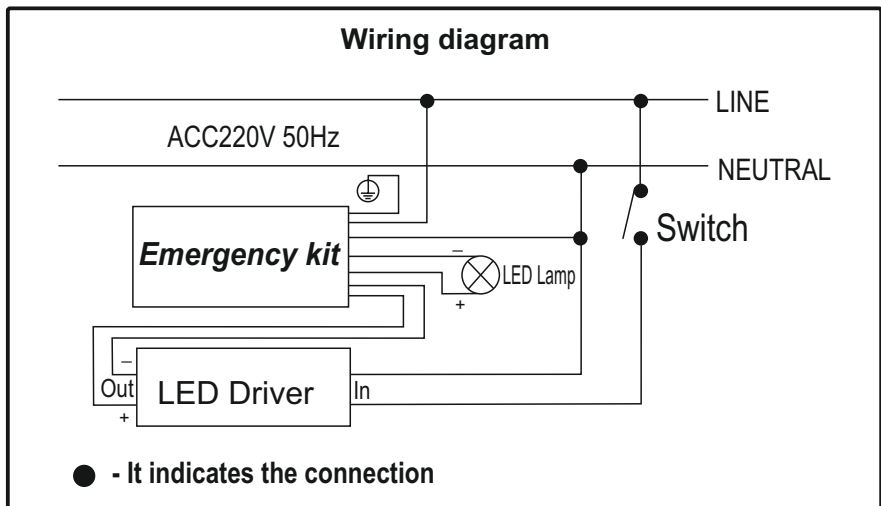 Wiring diagram
LINE
ACC220V 50Hz
NEUTRAL
Switch
Emergency kit
–
LED Lamp
+
–
Out
LED Driver
In
+
- It indicates the connection